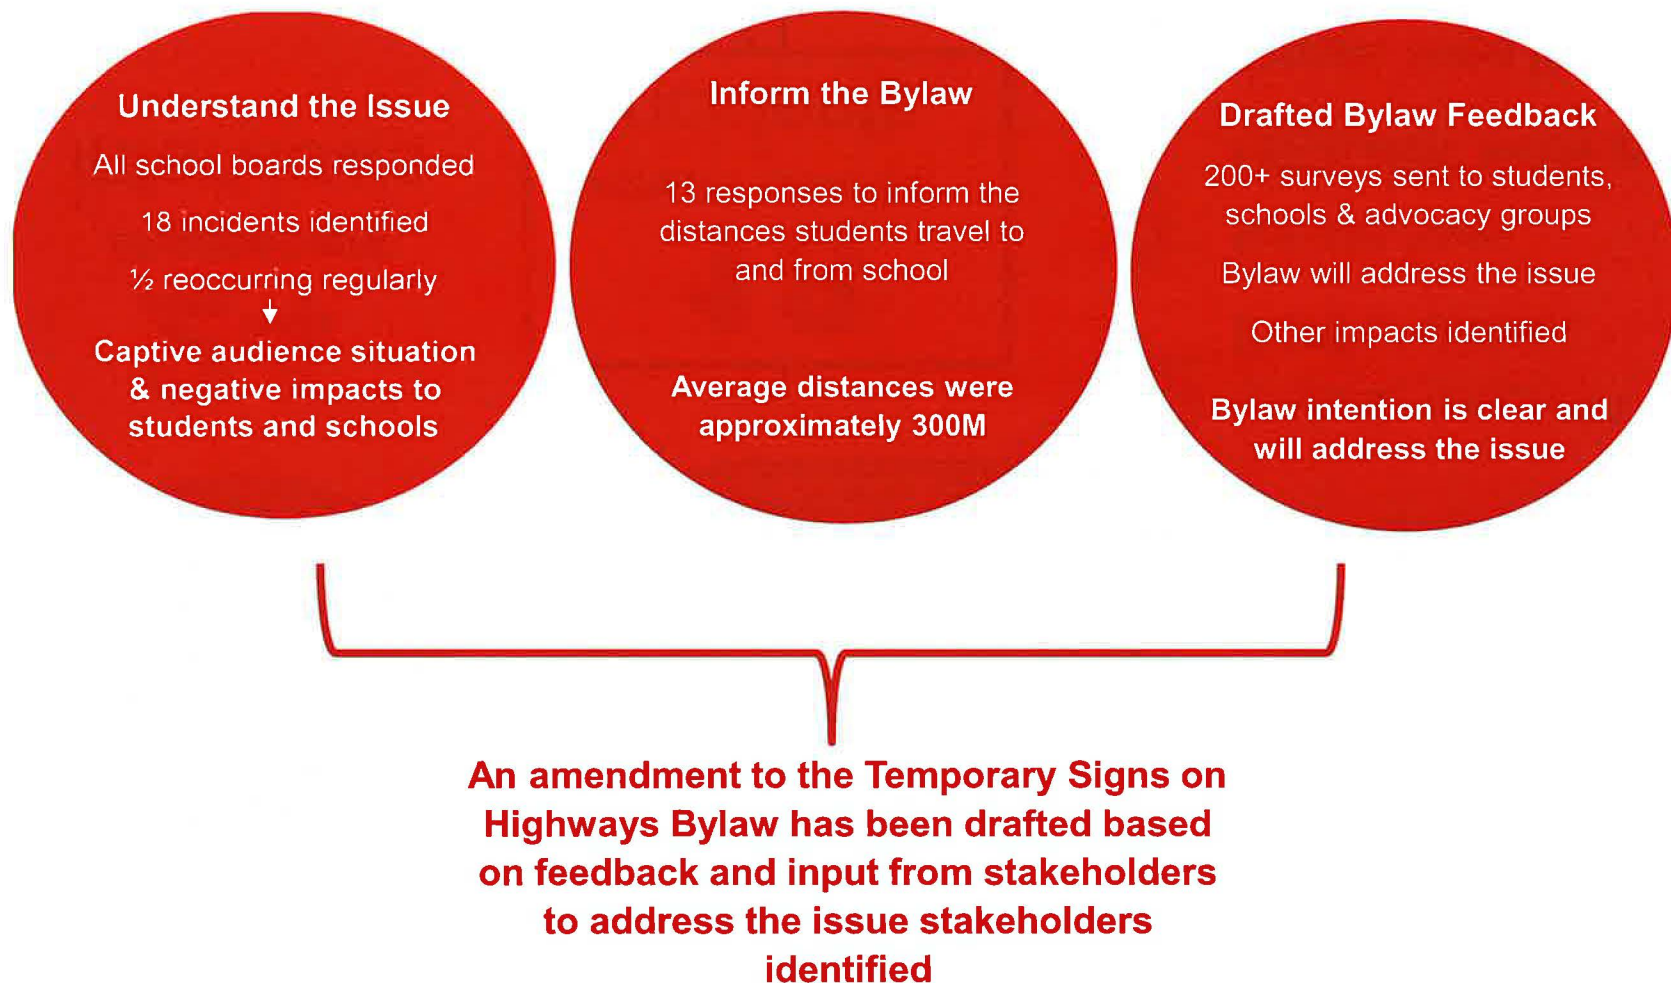 Understand the Issue
All school boards responded
18 incidents identified
½ reoccurring regularly
Captive audience situation
& negative impacts to
students and schools
Inform the Bylaw
13 responses to inform the
distances students travel to
and from school
Average distances were
approximately 300M
Drafted Bylaw Feedback
200+ surveys sent to students,
schools & advocacy groups
Bylaw will address the issue
Other impacts identified
Bylaw intention is clear and
will address the issue
An amendment to the Temporary Signs on
Highways Bylaw has been drafted based
on feedback and input from stakeholders
to address the issue stakeholders
identified